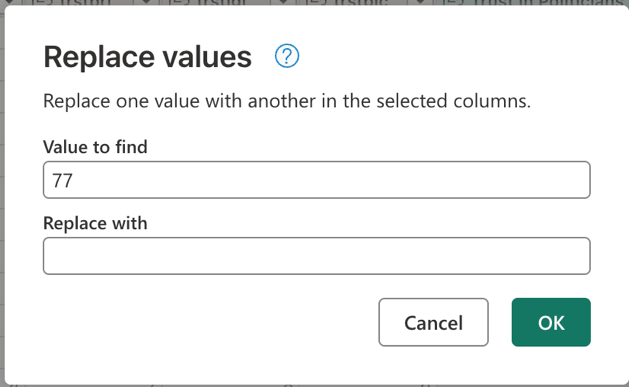 Replace values
Replace one value with another in the selected columns.
Value to find
77
Replace with
Cancel
OK